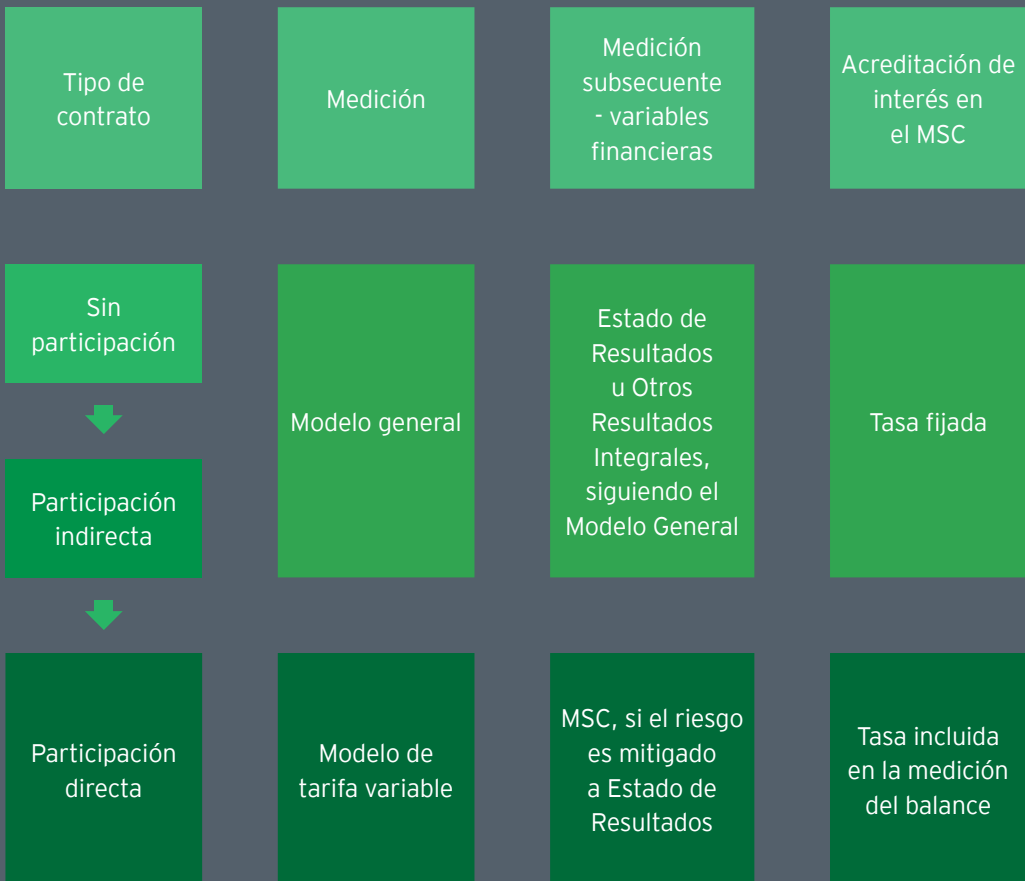 Tipo de
contrato
Medición
Medición
subsecuente
- variables
financieras
Acreditación de
interés en
el MSC
Sin
participación
Participación
indirecta
Modelo general
Estado de
Resultados
u Otros
Resultados
Integrales,
siguiendo el
Modelo General
Tasa fijada
Participación
directa
Modelo de
tarifa variable
MSC, si el riesgo
es mitigado
a Estado de
Resultados
Tasa incluida
en la medición
del balance